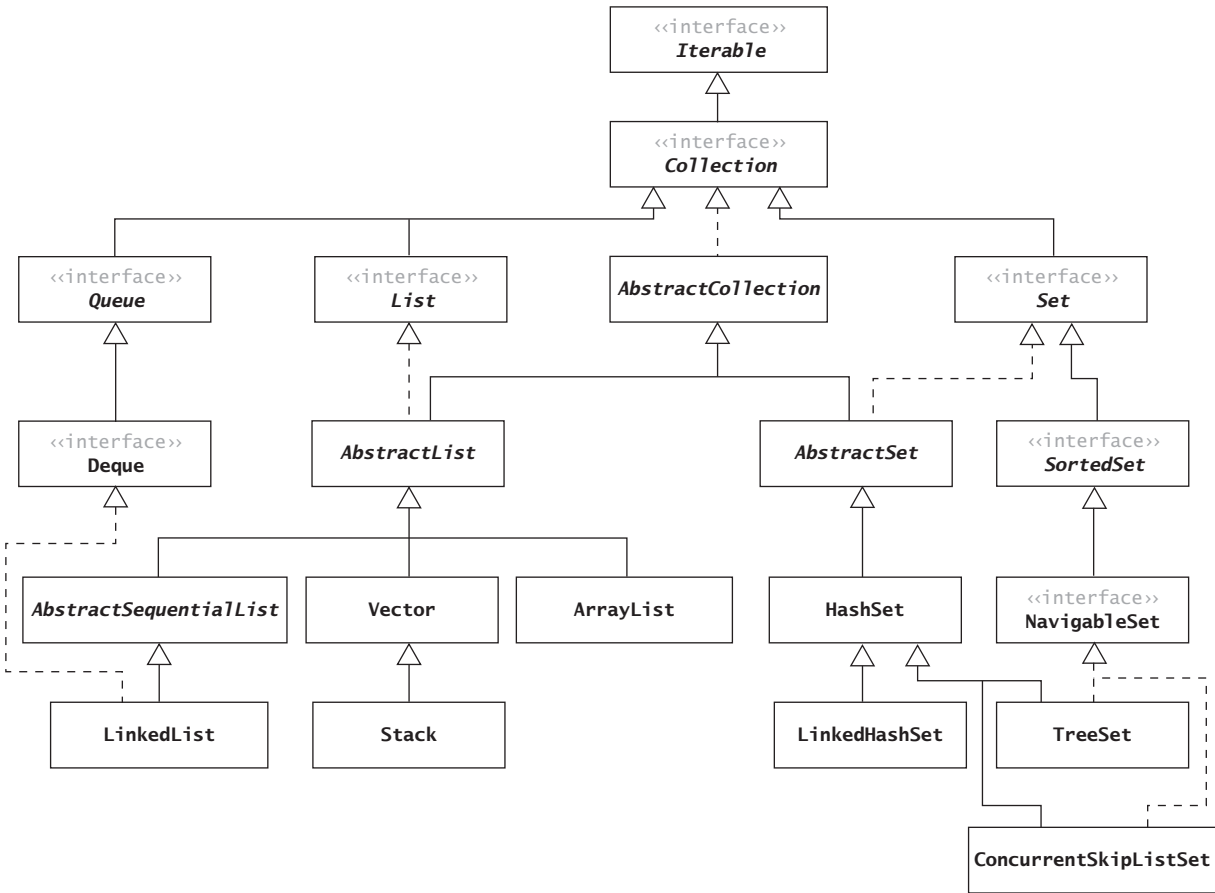 ‹‹interface››
Iterable
‹‹interface››
Collection
‹‹interface››
Queue
‹‹interface››
List
AbstractCollection
‹‹interface››
Set
‹‹interface››
Deque
AbstractList
AbstractSet
‹‹interface››
SortedSet
AbstractSequentialList
Vector
ArrayList
HashSet
‹‹interface››
NavigableSet
LinkedList
Stack
LinkedHashSet
TreeSet
ConcurrentSkipListSet